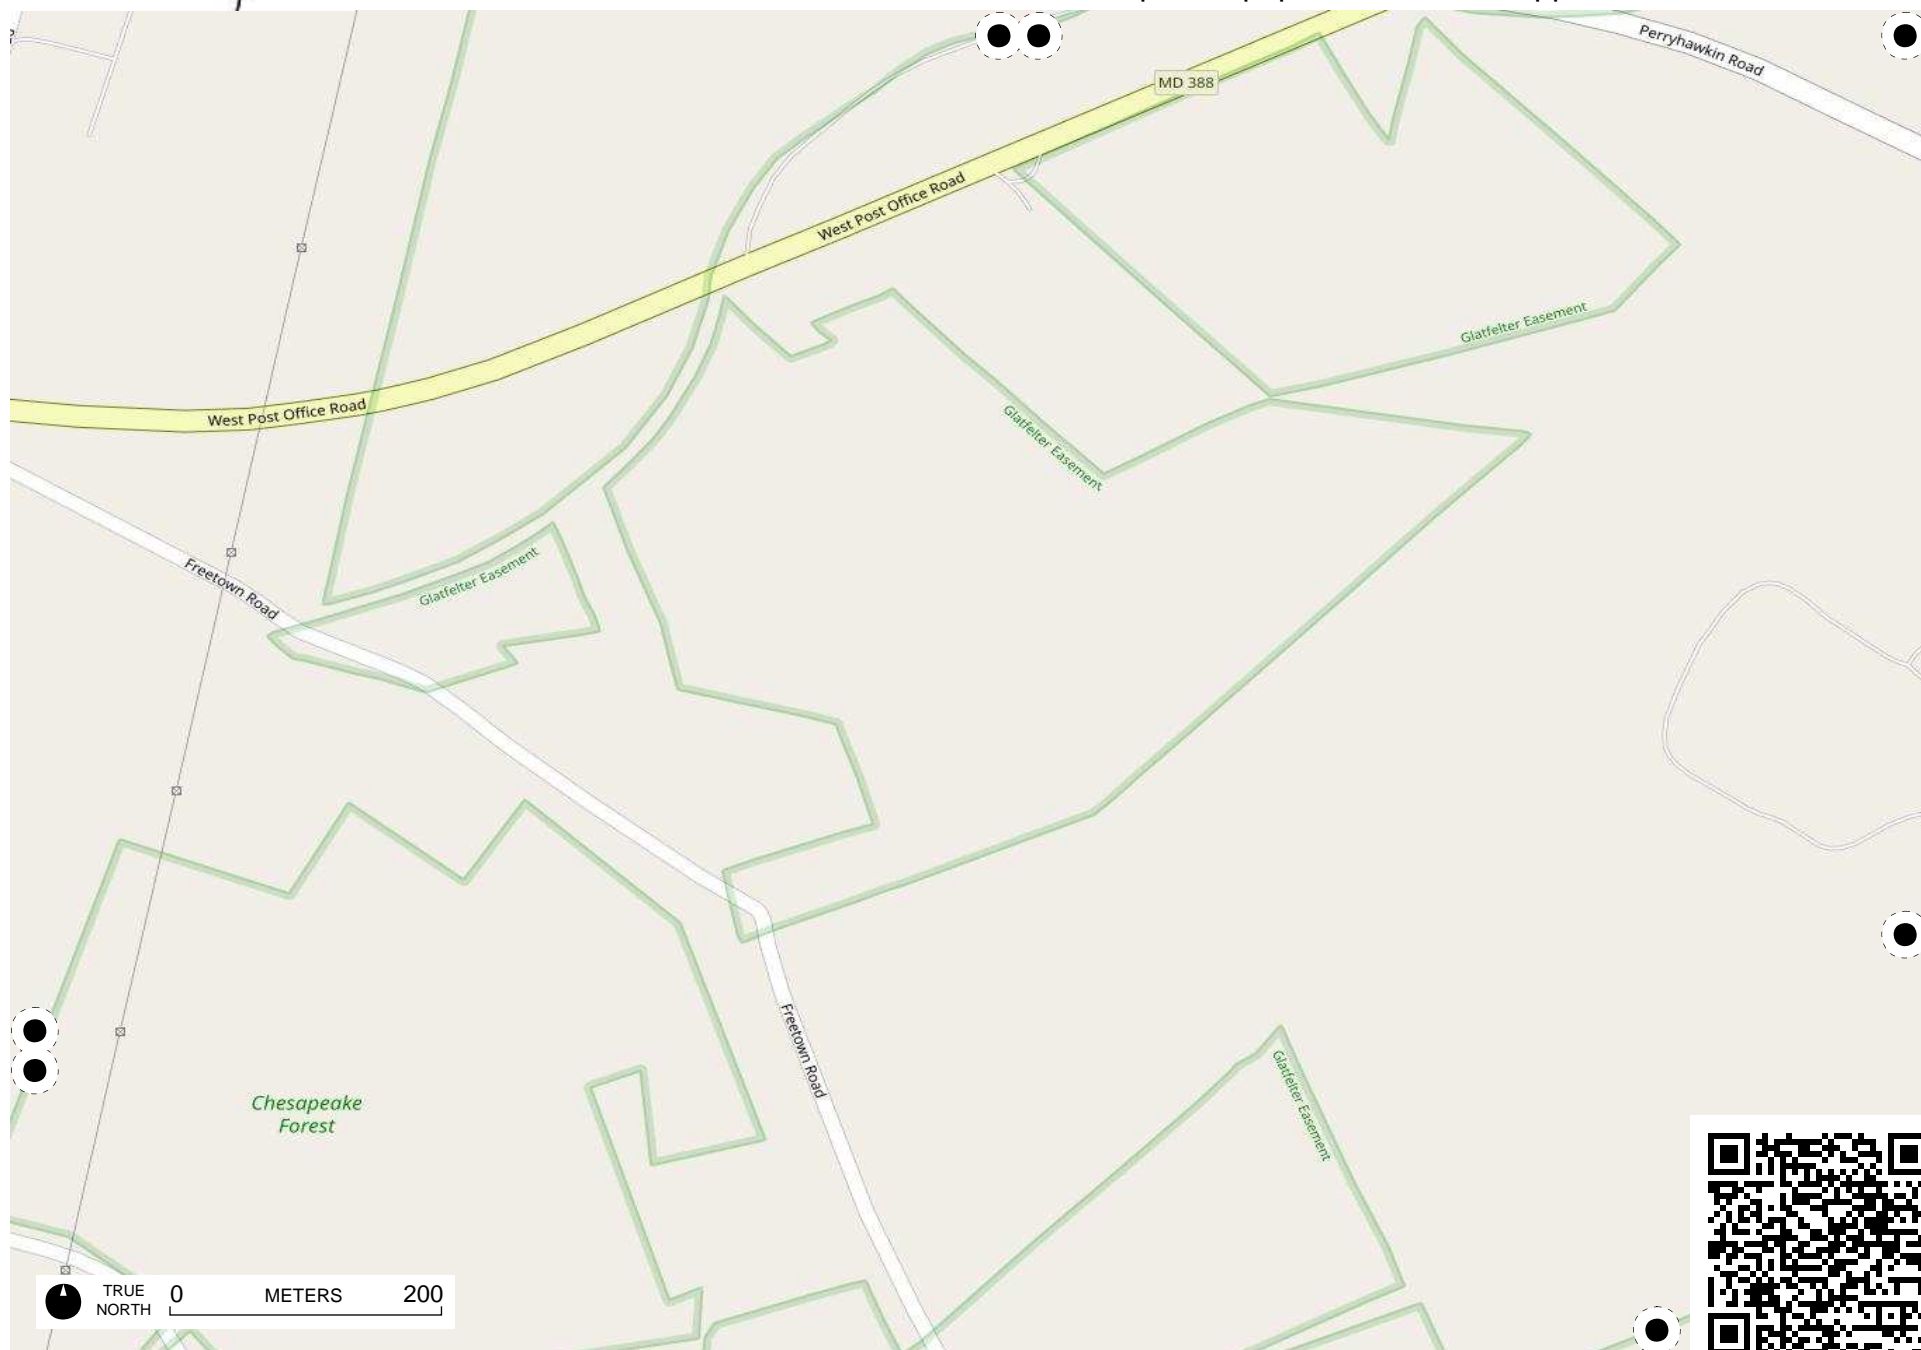 Perryhawkin Road
MD 388
West Post Office Road
Glatfelter Easement
West Post Office Road
Glatfelter Easement
Glatfelter Easement
Freetown Road
Freetown Road
Glatfelter Easement
Chesapeake
Forest
TRUE
NORTH
0 METERS 200